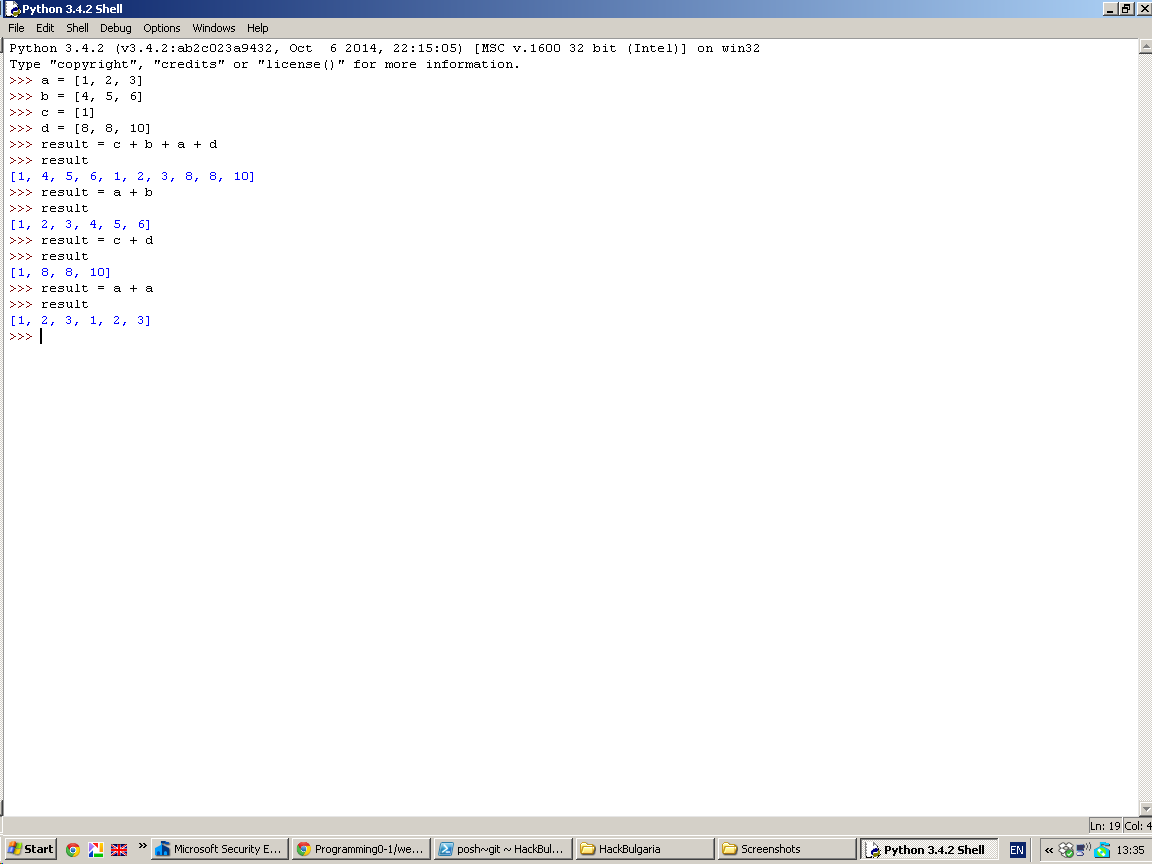 Python 3.4.2 Shell
File Edit Shell Debug Options Windows Help
Python 3.4.2 (v3.4.2:ab2c023a9432, Oct  6 2014, 22:15:05) [MSC v.1600 32 bit (Intel)] on win32
Type "copyright", "credits" or "license()" for more information.
>>> a = [1, 2, 3]
>>> b = [4, 5, 6]
>>> c = [1]
>>> d = [8, 8, 10]
>>> result = c + b + a + d
>>> result
[1, 4, 5, 6, 1, 2, 3, 8, 8, 10]
>>> result = a + b
>>> result
[1, 2, 3, 4, 5, 6]
>>> result = c + d
>>> result
[1, 8, 8, 10]
>>> result = a + a
>>> result
[1, 2, 3, 1, 2, 3]
>>>
Ln: 19 Col: 4
Start » Microsoft Security E... Programming0-1/we... posh~git ~ HackBul... HackBulgaria Screenshots Python 3.4.2 Shell EN « 13:35